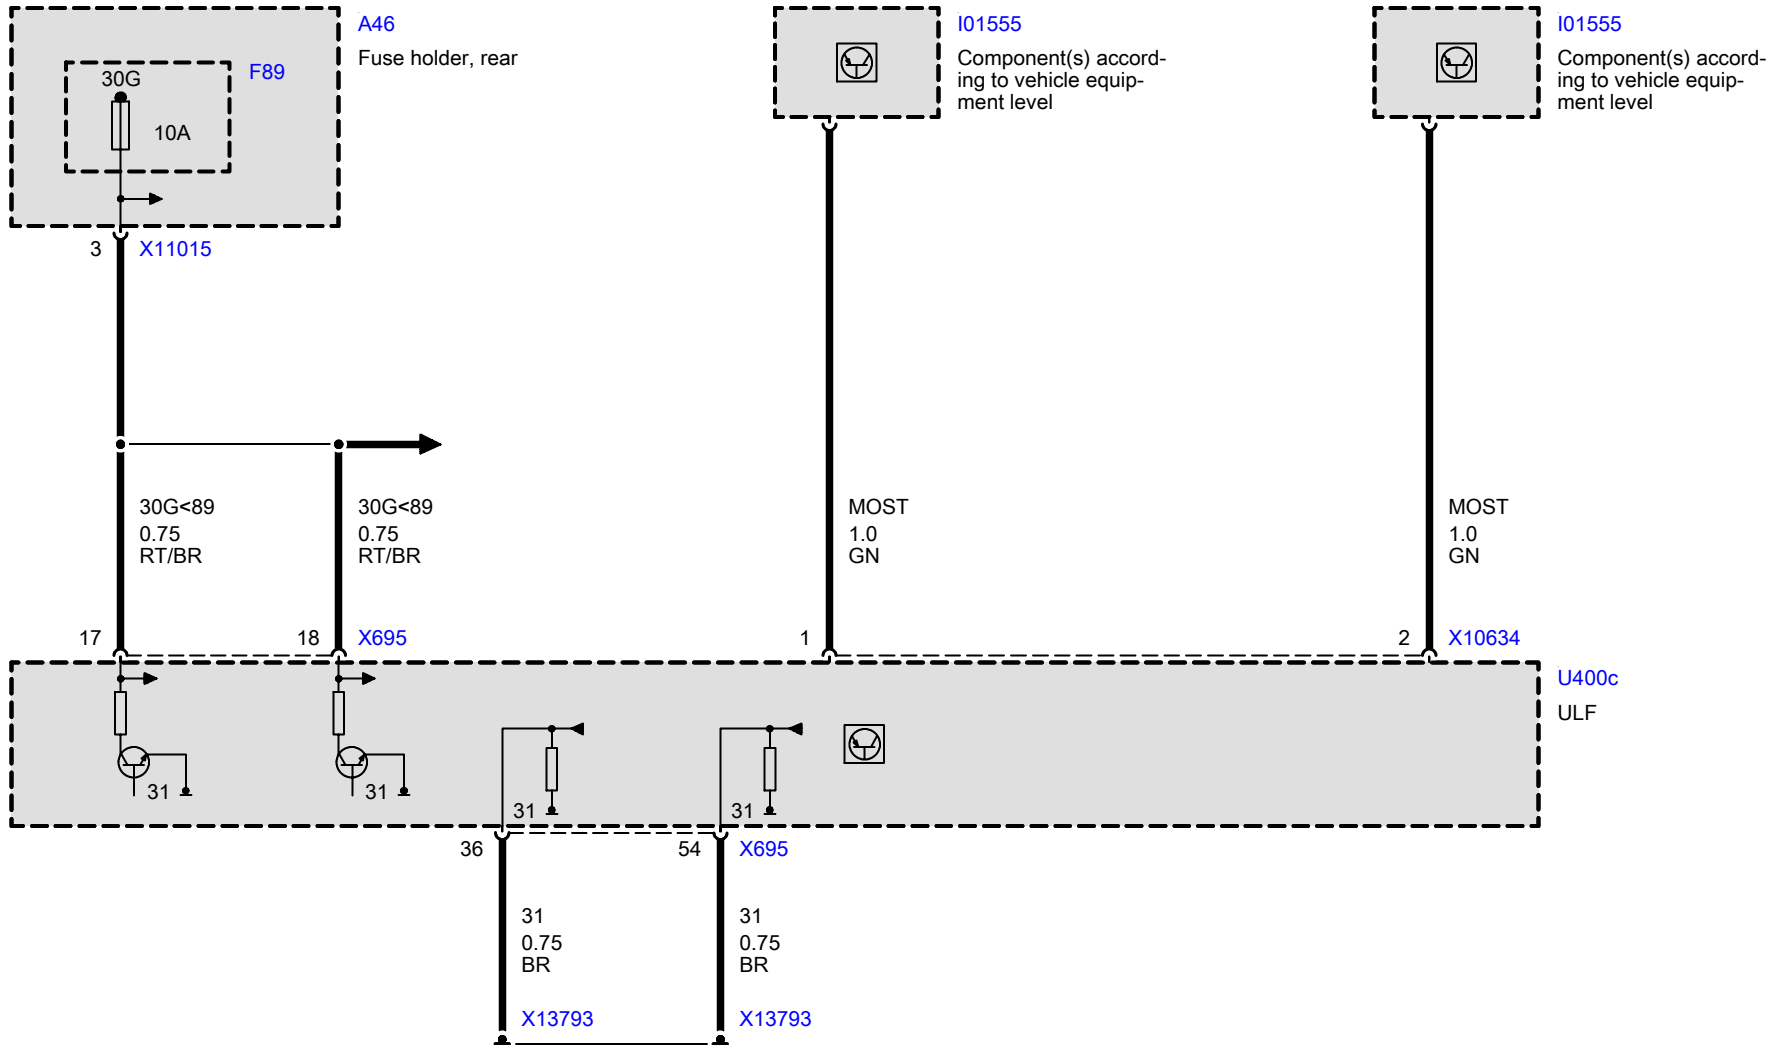 A46
Fuse holder, rear
F89
30G
10A
3 X11015
I01555
Component(s) accord-
ing to vehicle equip-
ment level
I01555
Component(s) accord-
ing to vehicle equip-
ment level
30G<89
0.75
RT/BR
30G<89
0.75
RT/BR
MOST
1.0
GN
MOST
1.0
GN
17
18 X695
1
2 X10634
U400c
ULF
31
31
31
31
36
54 X695
31
0.75
BR
31
0.75
BR
X13793
X13793